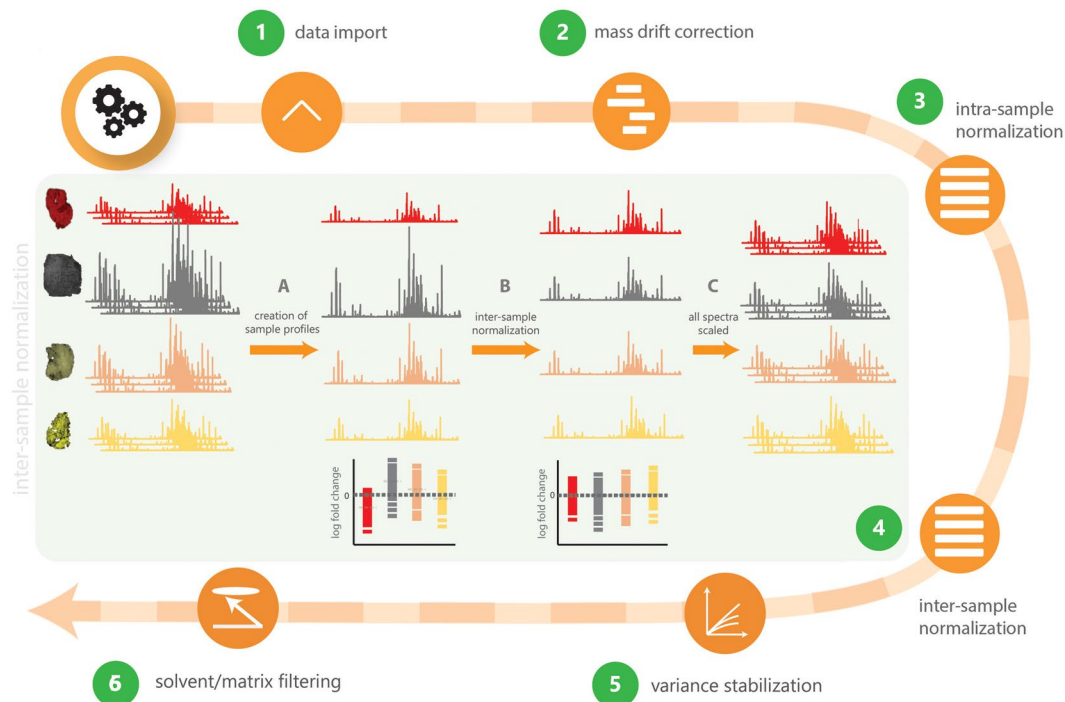 1
data import
2
mass drift correction
3
intra-sample
normalization
inter-sample normalization
A
creation of
sample profiles
B
inter-sample
normalization
C
all spectra
scaled
log fold change
0
log fold change
0
4
inter-sample
normalization
6
solvent/matrix filtering
5
variance stabilization